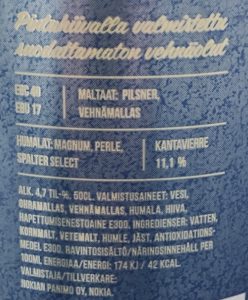 Pintahiivalla valmistettu
suodattamaton vehnäolut
EBC 40
EBU 17
MALTAAT: PILSNER,
VEHNÄMALLAS
HUMALAT: MAGNUM, PERLE,
SPALTER SELECT
KANTAVIERRE
11,1 %
ALK. 4,7 TIL-%. 50CL. VALMISTUSAINEET: VESI,
OHRAMALLAS, VEHNÄMALLAS, HUMALA, HIIVA,
HAPETTUMISENESTOAINE E300. INGREDIENSER: VATTEN,
KORNMALT, VETEMALT, HUMLE, JÄST, ANTIOXIDATIONS-
MEDEL E300. RAVINTOSISÄLTÖ/NÄRINGSINNEHÅLL PER
100ML ENERGIAA/ENERGI: 174 KJ / 42 KCAL.
VALMISTAJA/TILLVERKARE:
NOKIAN PANIMO OY, NOKIA.